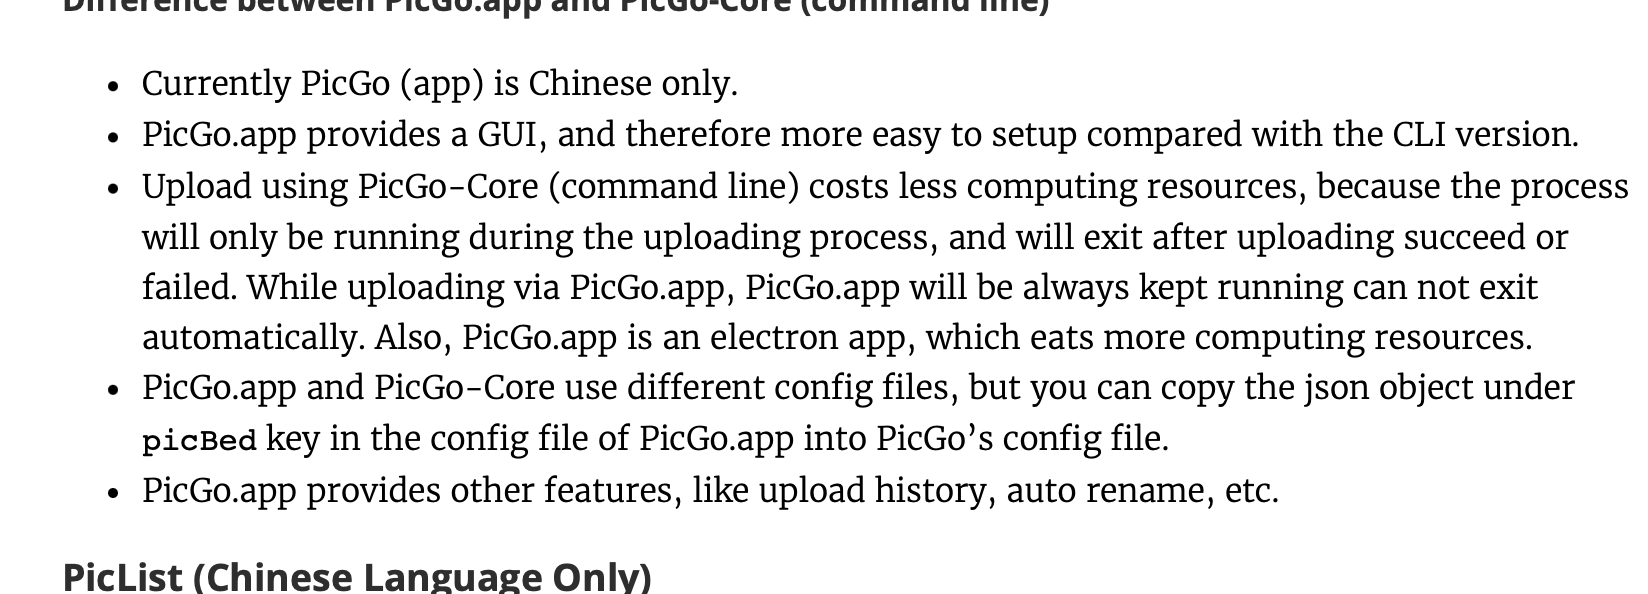 Difference between PicGo.app and PicGo-Core (command line)
• Currently PicGo (app) is Chinese only.
• PicGo.app provides a GUI, and therefore more easy to setup compared with the CLI version.
• Upload using PicGo-Core (command line) costs less computing resources, because the process
will only be running during the uploading process, and will exit after uploading succeed or
failed. While uploading via PicGo.app, PicGo.app will be always kept running can not exit
automatically. Also, PicGo.app is an electron app, which eats more computing resources.
• PicGo.app and PicGo-Core use different config files, but you can copy the json object under
picBed key in the config file of PicGo.app into PicGo’s config file.
• PicGo.app provides other features, like upload history, auto rename, etc.
PicList (Chinese Language Only)